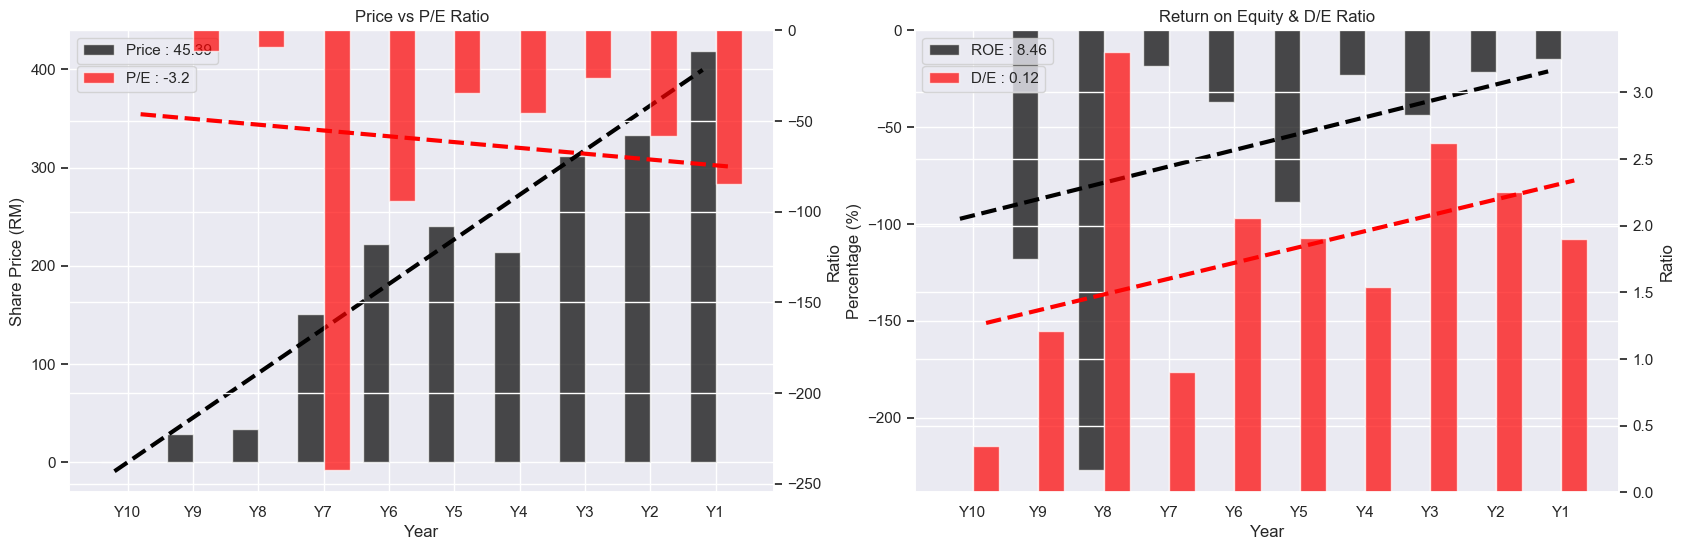 Price vs P/E Ratio
Price : 45.39
P/E : -3.2
Share Price (RM)
400
300
200
100
0
0
−50
−100
−150
−200
−250
Ratio
Y10 Y9 Y8 Y7 Y6 Y5 Y4 Y3 Y2 Y1
Year
Return on Equity & D/E Ratio
ROE : 8.46
D/E : 0.12
Percentage (%)
0
−50
−100
−150
−200
3.0
2.5
2.0
1.5
1.0
0.5
0.0
Ratio
Y10 Y9 Y8 Y7 Y6 Y5 Y4 Y3 Y2 Y1
Year